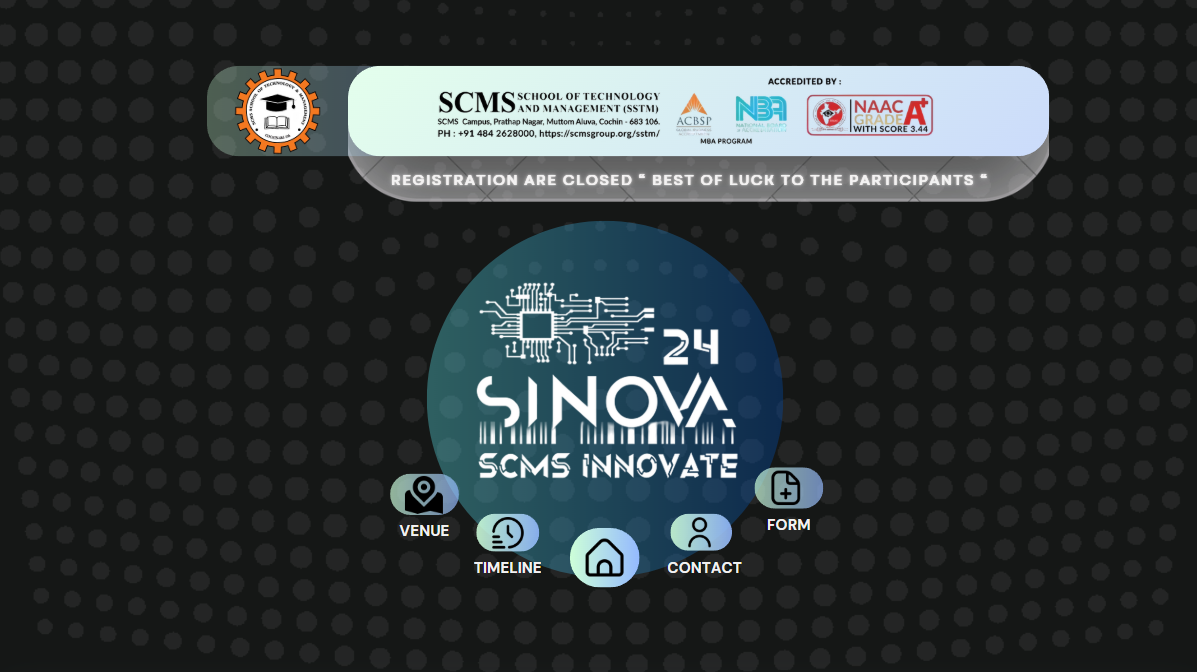 ACCREDITED BY :
SCMS SCHOOL OF TECHNOLOGY
AND MANAGEMENT (SSTM)
SCMS Campus, Prathap Nagar, Muttom Aluva, Cochin - 683 106.
PH : +91 484 2628000, https://scmsgroup.org/sstm/
ACBSP
NBA
NAAC
GRADE A+
WITH SCORE 3.44
MBA PROGRAM
REGISTRATION ARE CLOSED “ BEST OF LUCK TO THE PARTICIPANTS “
24
SINOVA
SCMS INNOVATE
VENUE
TIMELINE
CONTACT
FORM